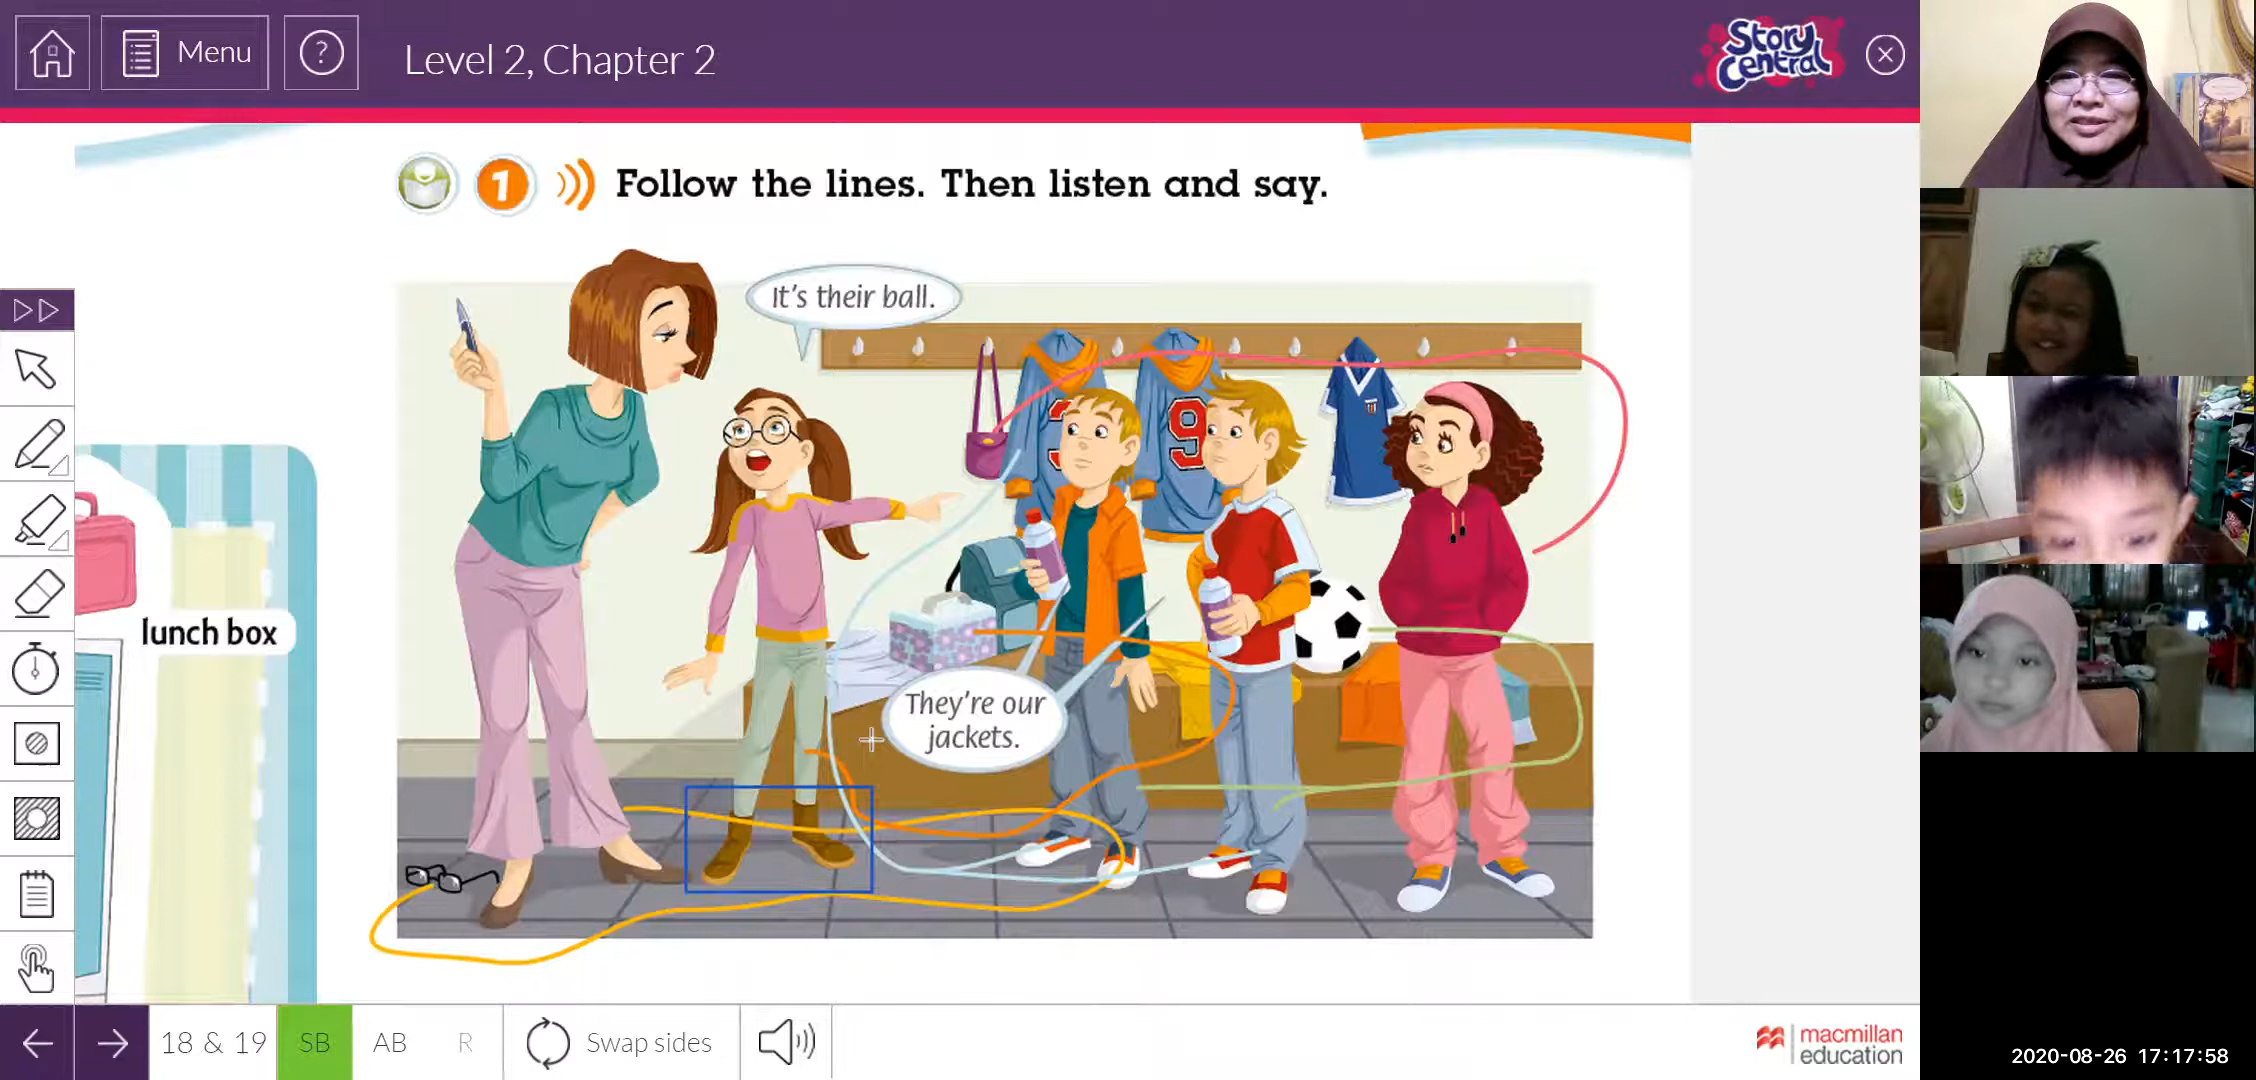 Menu
?
Level 2, Chapter 2
Story
Central
1
Follow the lines. Then listen and say.
It's their ball.
9
lunch box
They're our
jackets.
18 & 19
SB
AB
R
Swap sides
macmillan
education
2020-08-26 17:17:58